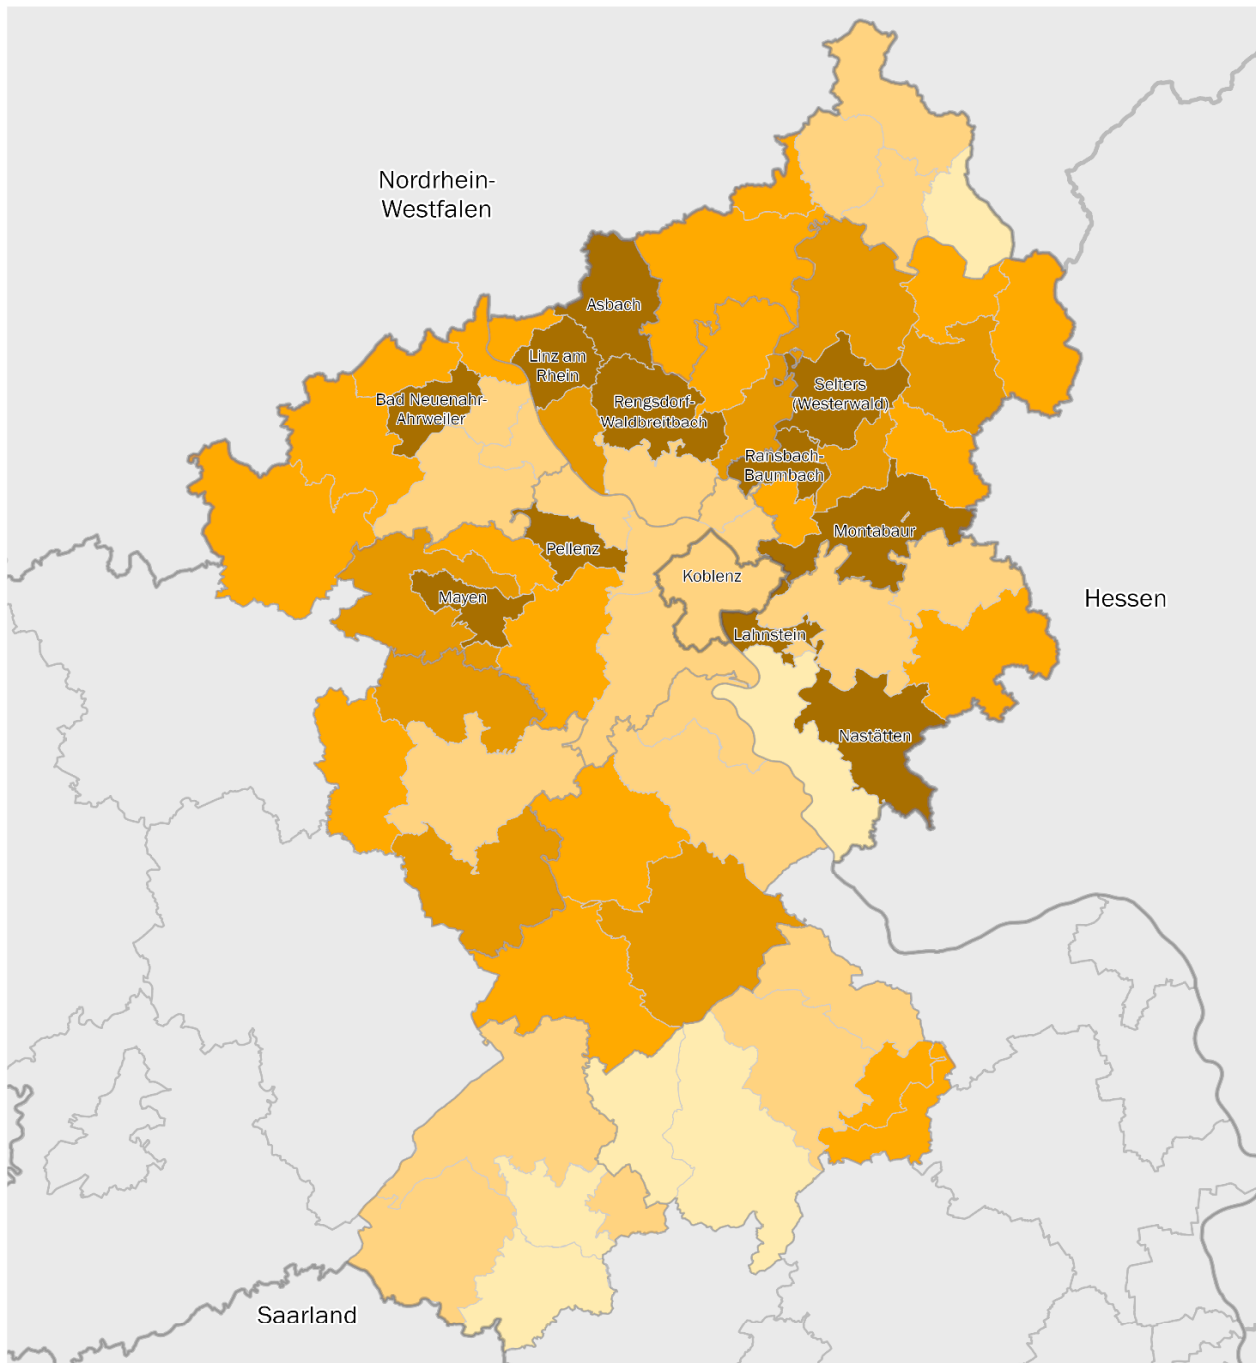 Nordrhein-
Westfalen
Asbach
Linz am
Rhein
Bad Neuenahr-
Ahrweiler
Rengsdorf-
Waldbreitbach
Selters
(Westerwald)
Ransbach-
Baumbach
Montabaur
Pellenz
Koblenz
Mayen
Hessen
Lahnstein
Nastätten
Saarland